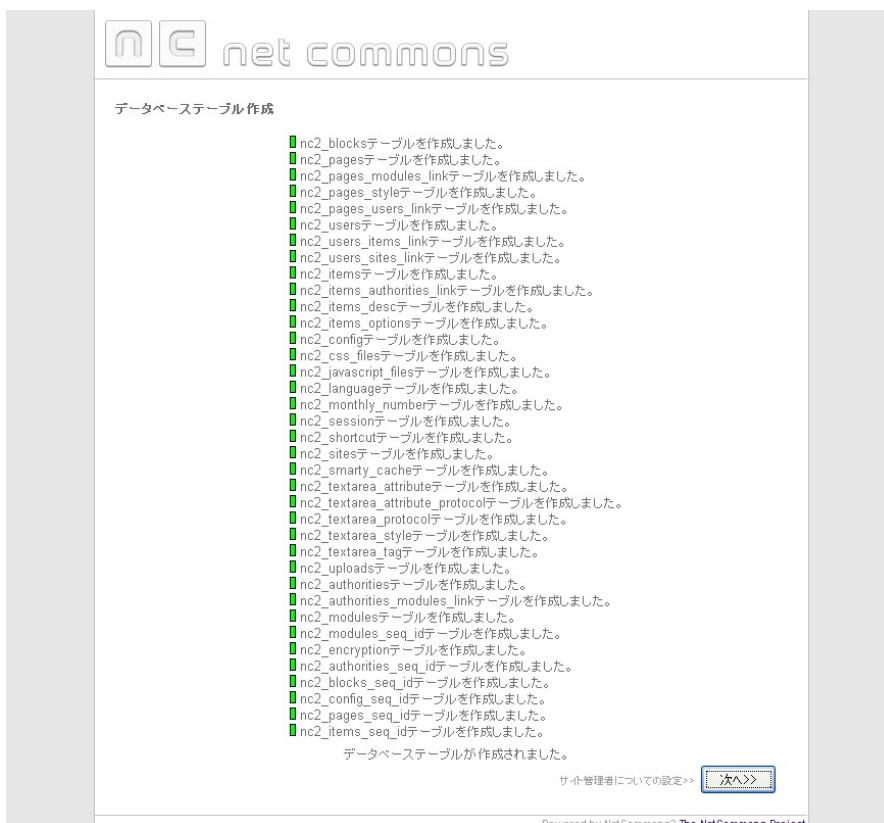 nc net commons
データベーステーブル作成
nc2_blocksテーブルを作成しました。
nc2_pagesテーブルを作成しました。
nc2_pages_modules_linkテーブルを作成しました。
nc2_pages_styleテーブルを作成しました。
nc2_pages_users_linkテーブルを作成しました。
nc2_usersテーブルを作成しました。
nc2_users_items_linkテーブルを作成しました。
nc2_users_sites_linkテーブルを作成しました。
nc2_itemsテーブルを作成しました。
nc2_items_authorities_linkテーブルを作成しました。
nc2_items_descテーブルを作成しました。
nc2_items_optionsテーブルを作成しました。
nc2_configテーブルを作成しました。
nc2_css_filesテーブルを作成しました。
nc2_javascript_filesテーブルを作成しました。
nc2_languageテーブルを作成しました。
nc2_monthly_numberテーブルを作成しました。
nc2_sessionテーブルを作成しました。
nc2_shortcutテーブルを作成しました。
nc2_sitesテーブルを作成しました。
nc2_smarty_cacheテーブルを作成しました。
nc2_textarea_attributeテーブルを作成しました。
nc2_textarea_attribute_protocolテーブルを作成しました。
nc2_textarea_protocolテーブルを作成しました。
nc2_textarea_styleテーブルを作成しました。
nc2_textarea_tagテーブルを作成しました。
nc2_uploadsテーブルを作成しました。
nc2_authoritiesテーブルを作成しました。
nc2_authorities_modules_linkテーブルを作成しました。
nc2_modulesテーブルを作成しました。
nc2_modules_seq_idテーブルを作成しました。
nc2_encryptionテーブルを作成しました。
nc2_authorities_seq_idテーブルを作成しました。
nc2_blocks_seq_idテーブルを作成しました。
nc2_config_seq_idテーブルを作成しました。
nc2_pages_seq_idテーブルを作成しました。
nc2_items_seq_idテーブルを作成しました。
データベーステーブルが作成されました。
サイト管理者についての設定>> 次へ>>
Powered by NetCommons2 The NetCommons Project